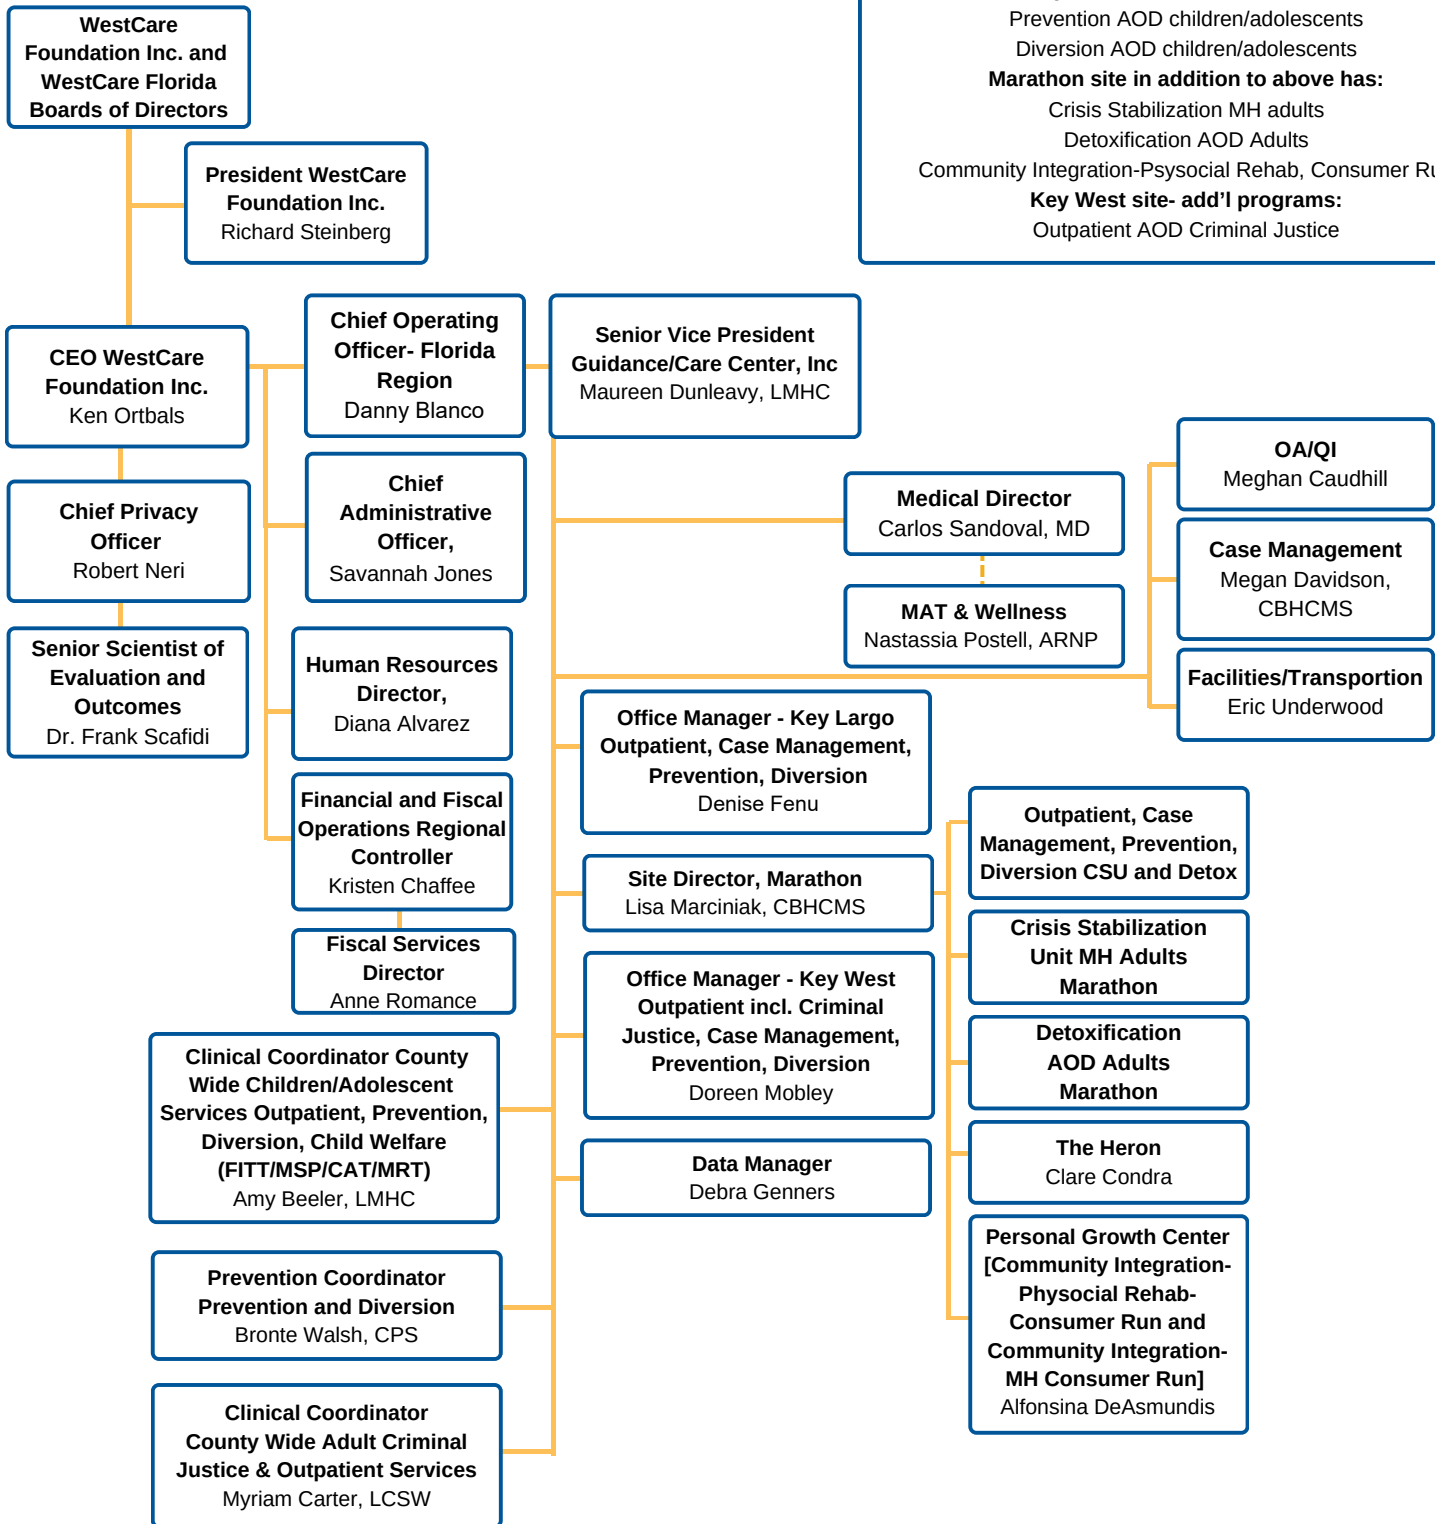 WestCare
Foundation Inc. and
WestCare Florida
Boards of Directors
Prevention AOD children/adolescents
Diversion AOD children/adolescents
Marathon site in addition to above has:
Crisis Stabilization MH adults
Detoxification AOD Adults
Community Integration-Psysocial Rehab, Consumer
Key West site- add’l programs:
Outpatient AOD Criminal Justice
President WestCare
Foundation Inc.
Richard Steinberg
CEO WestCare
Foundation Inc.
Ken Ortbals
Chief Operating
Officer- Florida
Region
Danny Blanco
Senior Vice President
Guidance/Care Center, Inc
Maureen Dunleavy, LMHC
Chief Privacy
Officer
Robert Neri
Chief
Administrative
Officer,
Savannah Jones
Medical Director
Carlos Sandoval, MD
MAT & Wellness
Nastassia Postell, ARNP
OA/QI
Meghan Caudhill
Case Management
Megan Davidson,
CBHCMS
Facilities/Transportion
Eric Underwood
Senior Scientist of
Evaluation and
Outcomes
Dr. Frank Scafidi
Human Resources
Director,
Diana Alvarez
Financial and Fiscal
Operations Regional
Controller
Kristen Chaffee
Fiscal Services
Director
Anne Romance
Office Manager - Key Largo
Outpatient, Case Management,
Prevention, Diversion
Denise Fenu
Site Director, Marathon
Lisa Marciniak, CBHCMS
Office Manager - Key West
Outpatient incl. Criminal
Justice, Case Management,
Prevention, Diversion
Doreen Mobley
Data Manager
Debra Genners
Outpatient, Case
Management, Prevention,
Diversion CSU and Detox
Crisis Stabilization
Unit MH Adults
Marathon
Detoxification
AOD Adults
Marathon
The Heron
Clare Condra
Personal Growth Center
[Community Integration-
Physocial Rehab-
Consumer Run and
Community Integration-
MH Consumer Run]
Alfonsina DeAsmundis
Clinical Coordinator County
Wide Children/Adolescent
Services Outpatient, Prevention,
Diversion, Child Welfare
(FITT/MSP/CAT/MRT)
Amy Beeler, LMHC
Prevention Coordinator
Prevention and Diversion
Bronte Walsh, CPS
Clinical Coordinator
County Wide Adult Criminal
Justice & Outpatient Services
Myriam Carter, LCSW